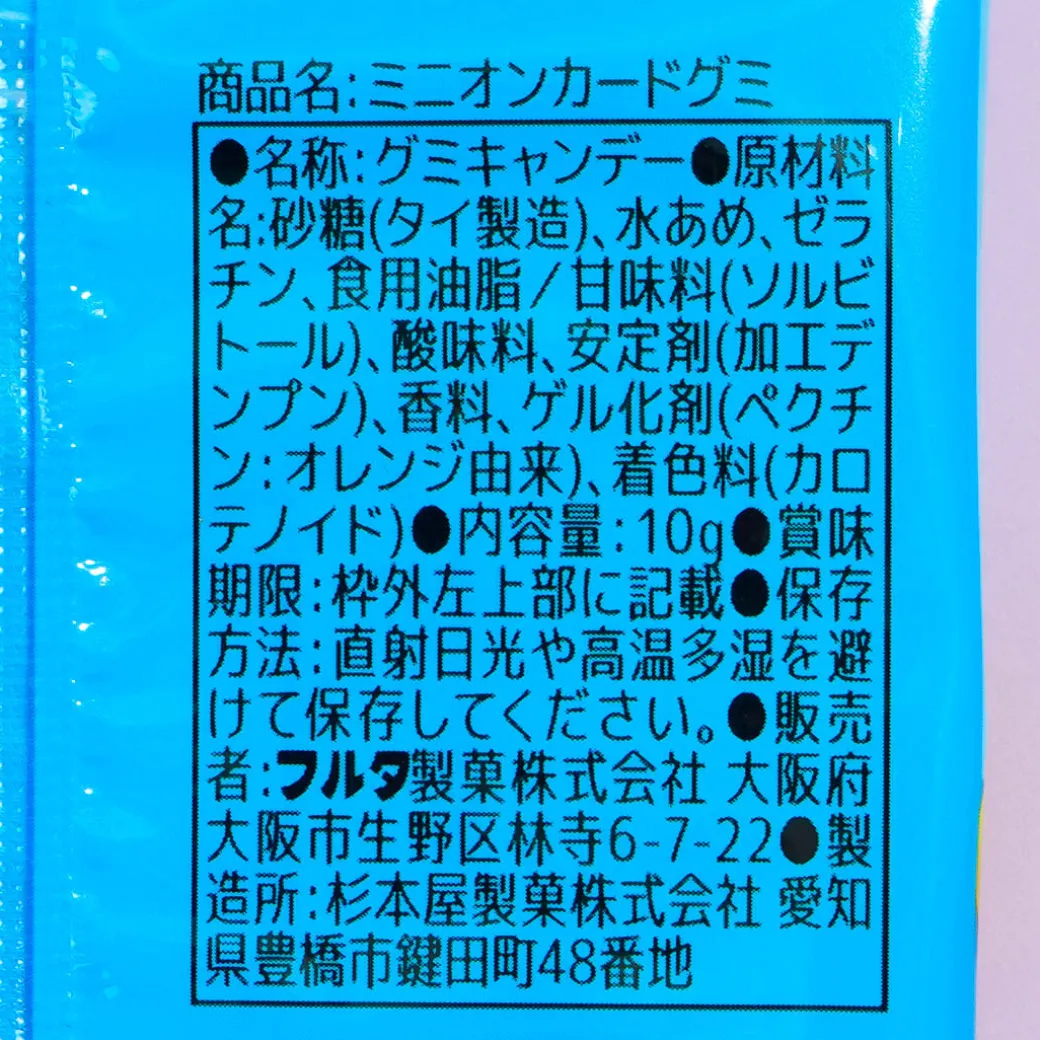 商品名:ミニオンカードグミ
●名称:グミキャンデー●原材料
名:砂糖(タイ製造)、水あめ、ゼラ
チン、食用油脂/甘味料(ソルビ
トール)、酸味料、安定剤(加工デ
ンプン)、香料、ゲル化剤(ペクチ
ン:オレンジ由来)、着色料(カロ
テノイド)●内容量:10g●賞味
期限:枠外左上部に記載●保存
方法:直射日光や高温多湿を避
けて保存してください。●販売
者:フルタ製菓株式会社 大阪府
大阪市生野区林寺6-7-22●製
造所:杉本屋製菓株式会社 愛知
県豊橋市鍵田町48番地